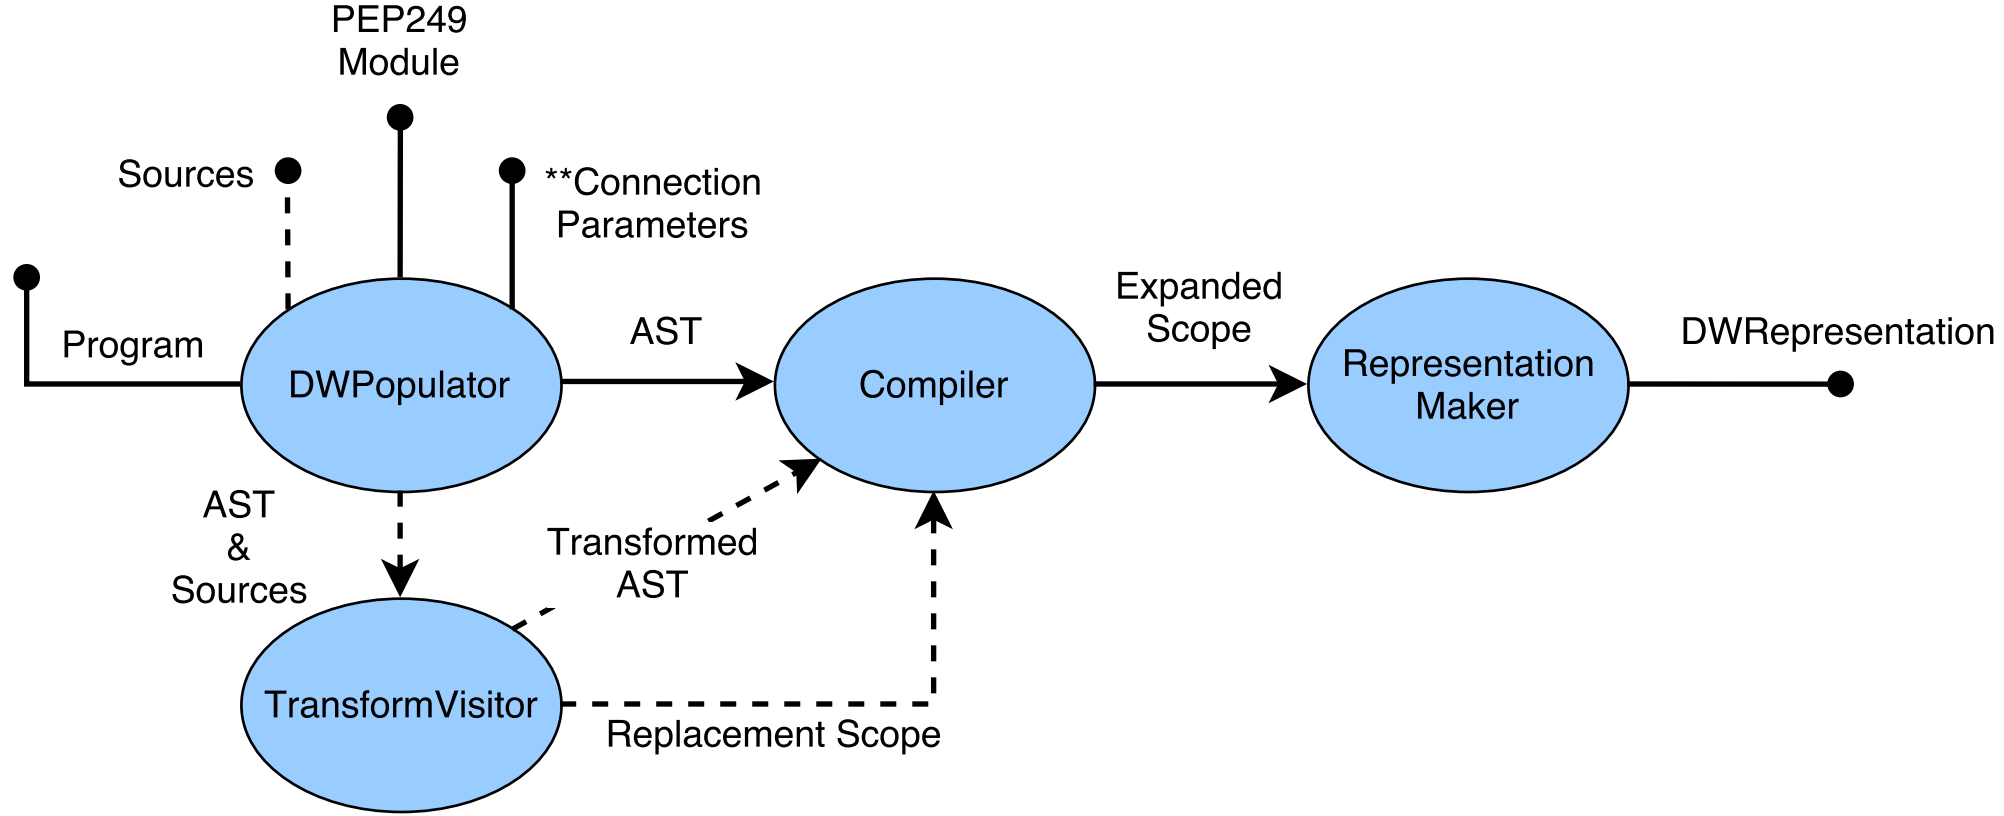 PEP249
Module
Sources
**Connection
Parameters
Program
DWPopulator
AST
Compiler
Expanded
Scope
Representation
Maker
DWRepresentation
AST
&
Sources
Transformed
AST
TransformVisitor
Replacement Scope